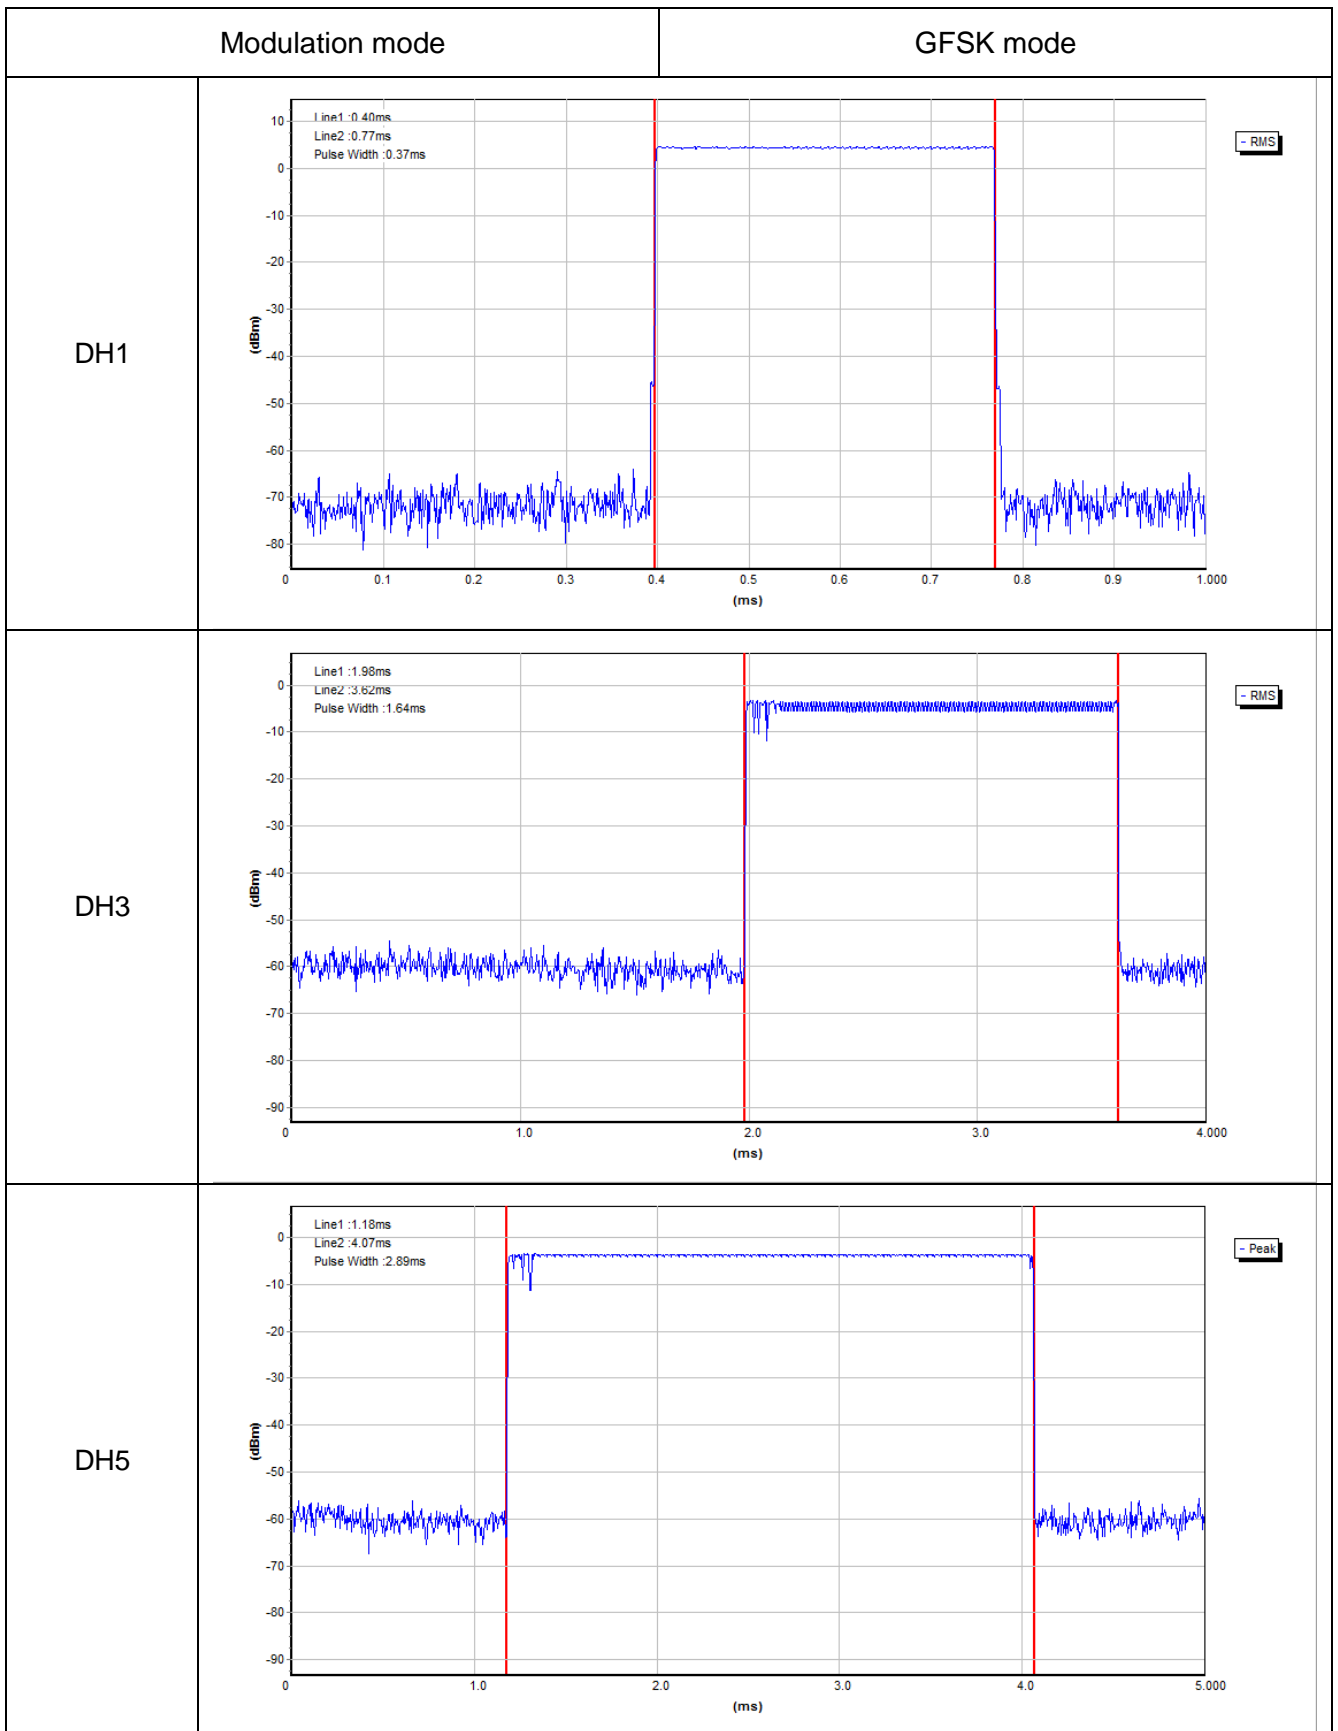 Modulation mode
GFSK mode
DH1
Line1 :0.40ms
Line2 :0.77ms
Pulse Width :0.37ms
RMS
10
0
-10
-20
-30
-40
-50
-60
-70
-80
(dBm)
0 0.1 0.2 0.3 0.4 0.5 0.6 0.7 0.8 0.9 1.000
(ms)
DH3
Line1 :1.98ms
Line2 :3.62ms
Pulse Width :1.64ms
RMS
0
-10
-20
-30
-40
-50
-60
-70
-80
-90
(dBm)
0 1.0 2.0 3.0 4.000
(ms)
DH5
Line1 :1.18ms
Line2 :4.07ms
Pulse Width :2.89ms
Peak
0
-10
-20
-30
-40
-50
-60
-70
-80
-90
(dBm)
0 1.0 2.0 3.0 4.0 5.000
(ms)